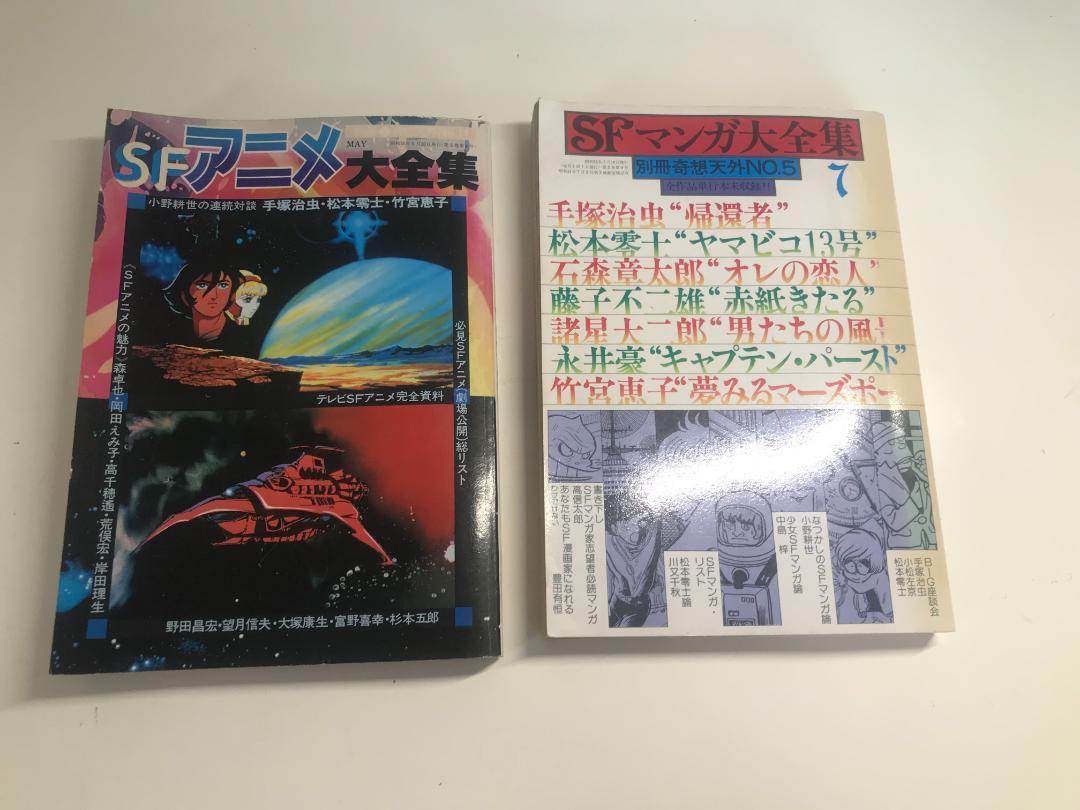 SFアニメ大全集
MAY
小野耕世の連続対談 手塚治虫・松本零士・竹宮恵子
必見SFアニメ(劇場公開)総リスト
《SFアニメの魅力》森卓也・岡田えみ子・高千穂遙・荒俣宏・岸田理生
テレビSFアニメ完全資料
野田昌宏・望月信夫・大塚康生・富野喜幸・杉本五郎
SFマンガ大全集
別冊奇想天外NO.5
全作品単行本未収録!!
7
手塚治虫“帰還者”
松本零士“ヤマビコ13号”
石森章太郎“オレの恋人”
藤子不二雄“赤紙きたる”
諸星大二郎“男たちの風
永井豪“キャプテン・パースト”
竹宮恵子“夢みるマーズポー
BIG座談会
手塚治虫
小松左京
松本零士
なつかしのSFマンガ論
小野耕世
少女SFマンガ論
中島梓
SFマンガ・
リスト
松本零士論
川又千秋
書き下し
SFマンガ家志望者必読マンガ
高信太郎
あなたもSF漫画家になれる
豊田有恒